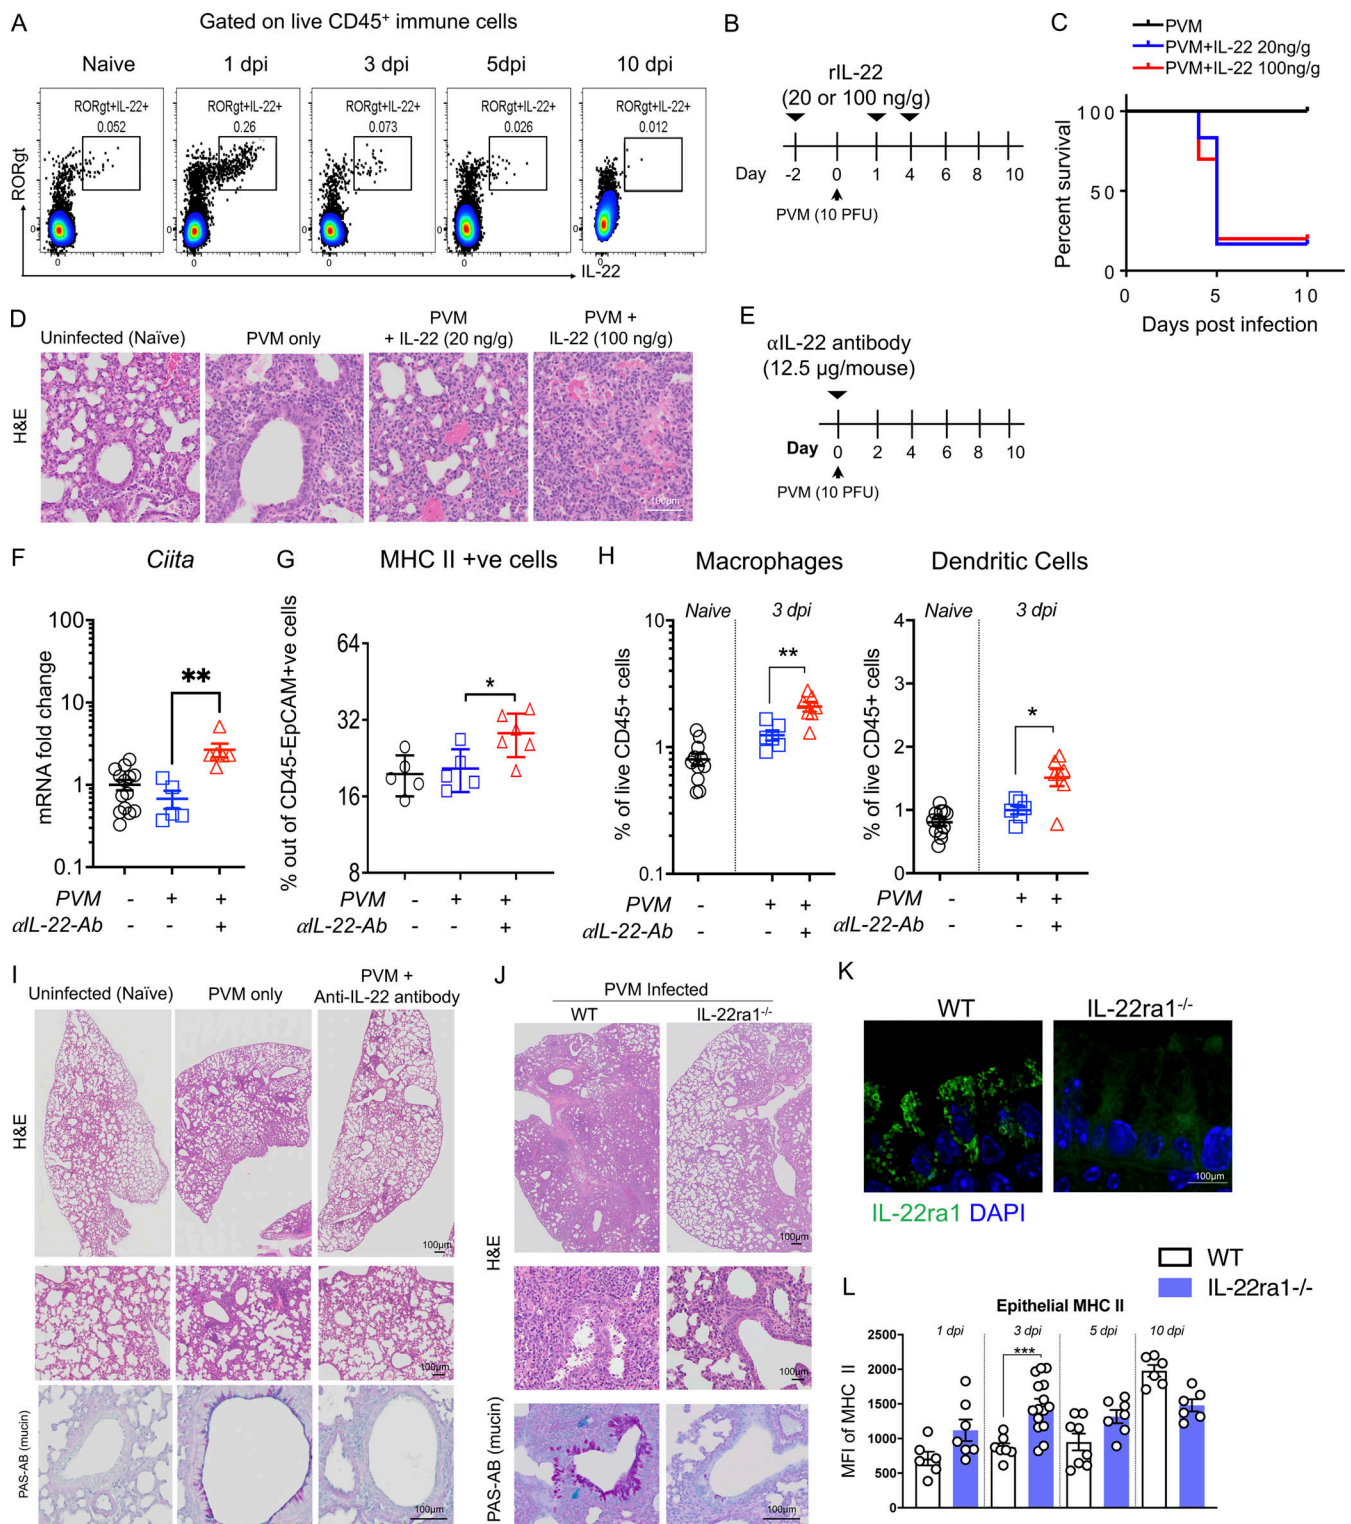 A
Gated on live CD45+ immune cells
Naive
1 dpi
3 dpi
5dpi
10 dpi
RORgt+IL-22+
0.052
RORgt+IL-22+
0.26
RORgt+IL-22+
0.073
RORgt+IL-22+
0.026
RORgt+IL-22+
0.012
RORgt
0
0
0
0
0
0
0
0
0
0
IL-22
B
rIL-22
(20 or 100 ng/g)
Day -2 0 1 4 6 8 10
PVM (10 PFU)
C
PVM
PVM+IL-22 20ng/g
PVM+IL-22 100ng/g
Percent survival
100
50
0
0 5 10
Days post infection
D
Uninfected (Naïve)
PVM only
PVM
+ IL-22 (20 ng/g)
PVM +
IL-22 (100 ng/g)
H&E
100µm
E
αIL-22 antibody
(12.5 µg/mouse)
Day 0 2 4 6 8 10
PVM (10 PFU)
F
Ciita
mRNA fold change
100
10
1
0.1
**
PVM - + +
αIL-22-Ab - - +
G
MHC II +ve cells
% out of CD45-EpCAM+ve cells
64
32
16
8
*
- + +
- - +
H
Macrophages
Naive
3 dpi
% of live CD45+ cells
10
1
0.1
**
PVM - + +
αIL-22-Ab - - +
Dendritic Cells
Naive
3 dpi
% of live CD45+ cells
4
3
2
1
0
*
PVM - + +
αIL-22-Ab - - +
I
Uninfected (Naïve)
PVM only
PVM +
Anti-IL-22 antibody
H&E
100µm
100µm
PAS-AB (mucin)
100µm
J
PVM Infected
WT
IL-22ra1-/-
H&E
100µm
100µm
PAS-AB (mucin)
100µm
K
WT
IL-22ra1-/-
100µm
IL-22ra1 DAPI
L
WT
IL-22ra1-/-
Epithelial MHC II
1 dpi
3 dpi
5 dpi
10 dpi
***
MFI of MHC II
2500
2000
1500
1000
500
0